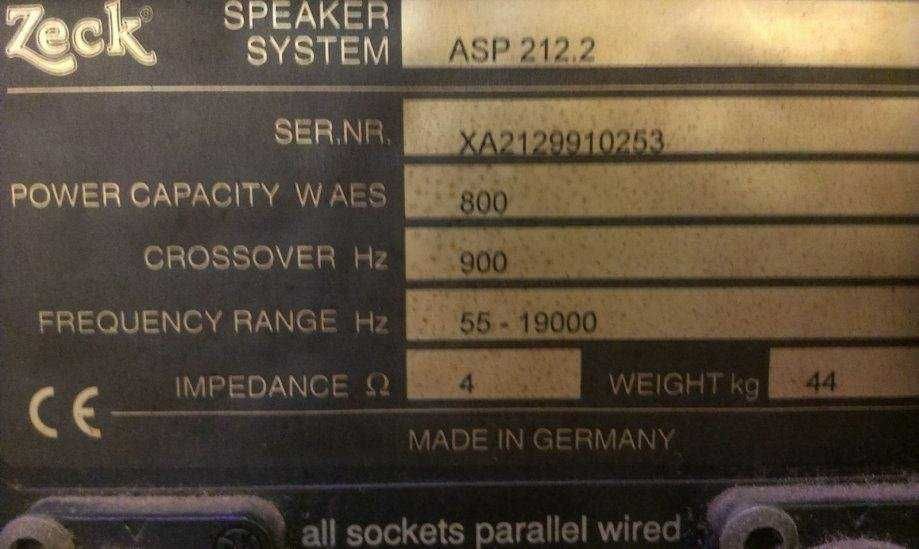 Zeck® SPEAKER
SYSTEM ASP 212.2
SER.NR. XA2129910253
POWER CAPACITY W AES 800
CROSSOVER Hz 900
FREQUENCY RANGE Hz 55 - 19000
IMPEDANCE Ω 4 WEIGHT kg 44
CE
MADE IN GERMANY
all sockets parallel wired